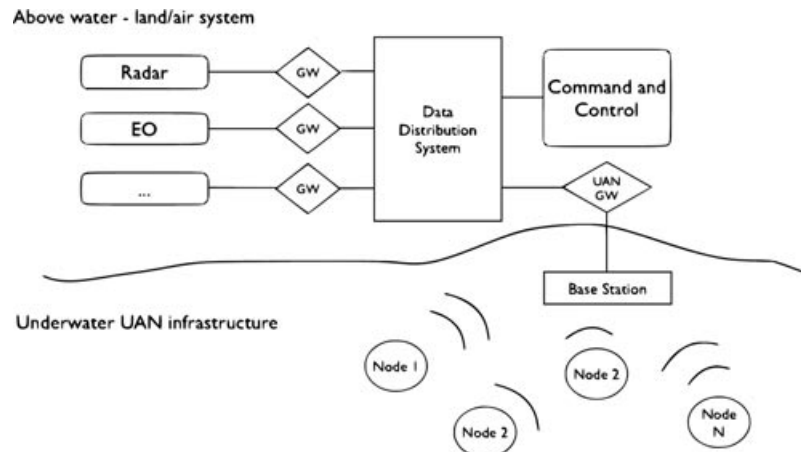 Above water - land/air system
Radar
GW
EO
GW
...
GW
Data
Distribution
System
Command and
Control
UAN
GW
Base Station
Underwater UAN infrastructure
Node 1
Node 2
Node 2
Node
N